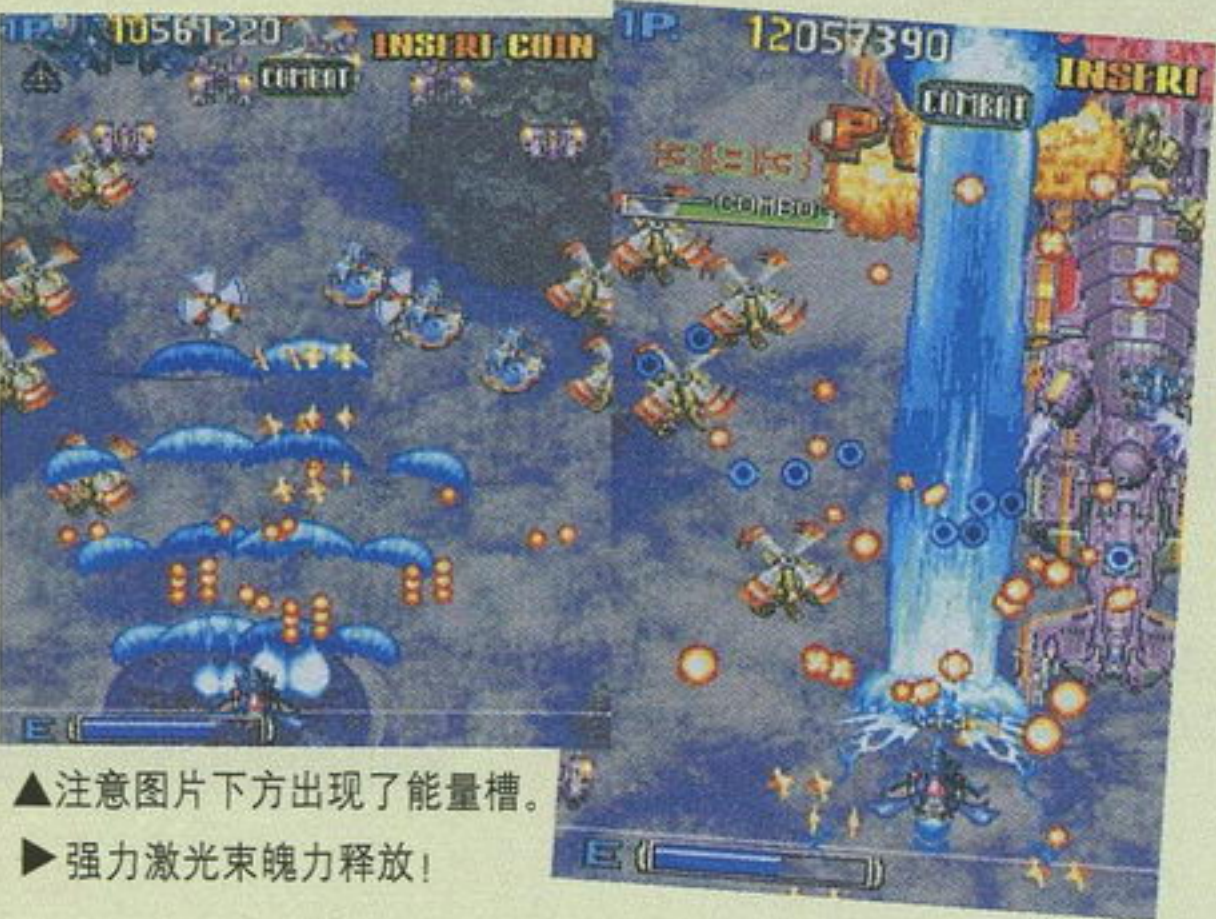 1P. 10561220
INSERT COIN
COMBAT
E
1P. 12057390
INSERT
COMBAT
COMBO
E
▲注意图片下方出现了能量槽。
▶强力激光束魄力释放！